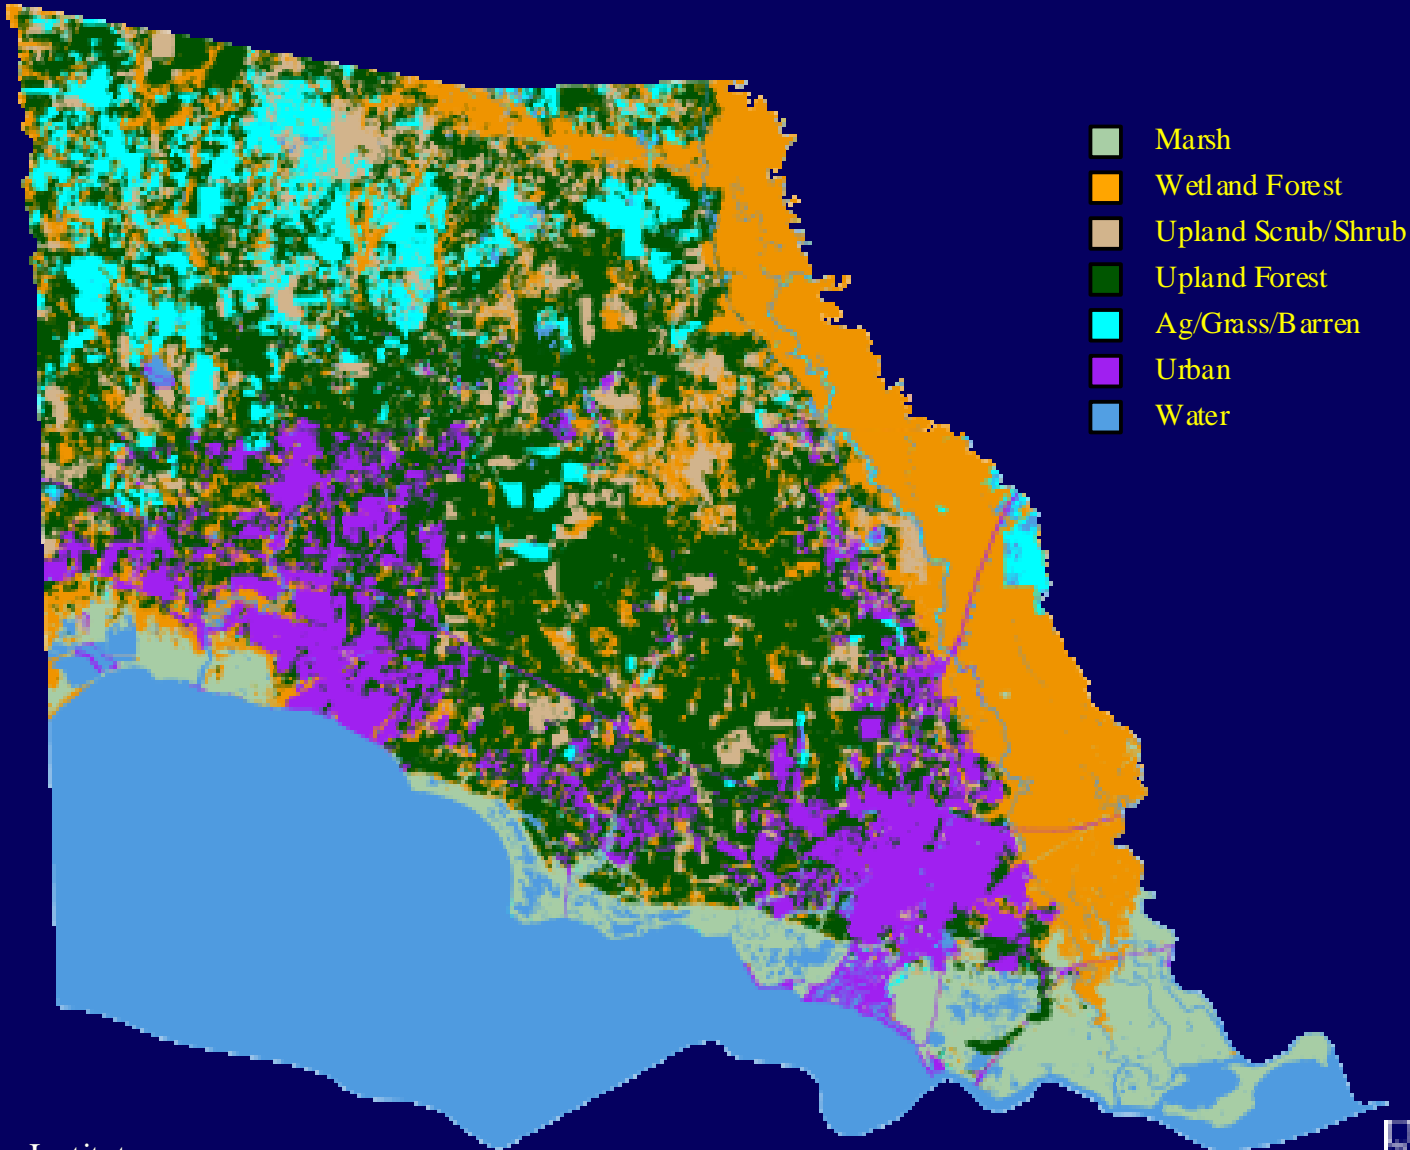 Marsh
Wetland Forest
Upland Scrub/Shrub
Upland Forest
Ag/Grass/Barren
Urban
Water